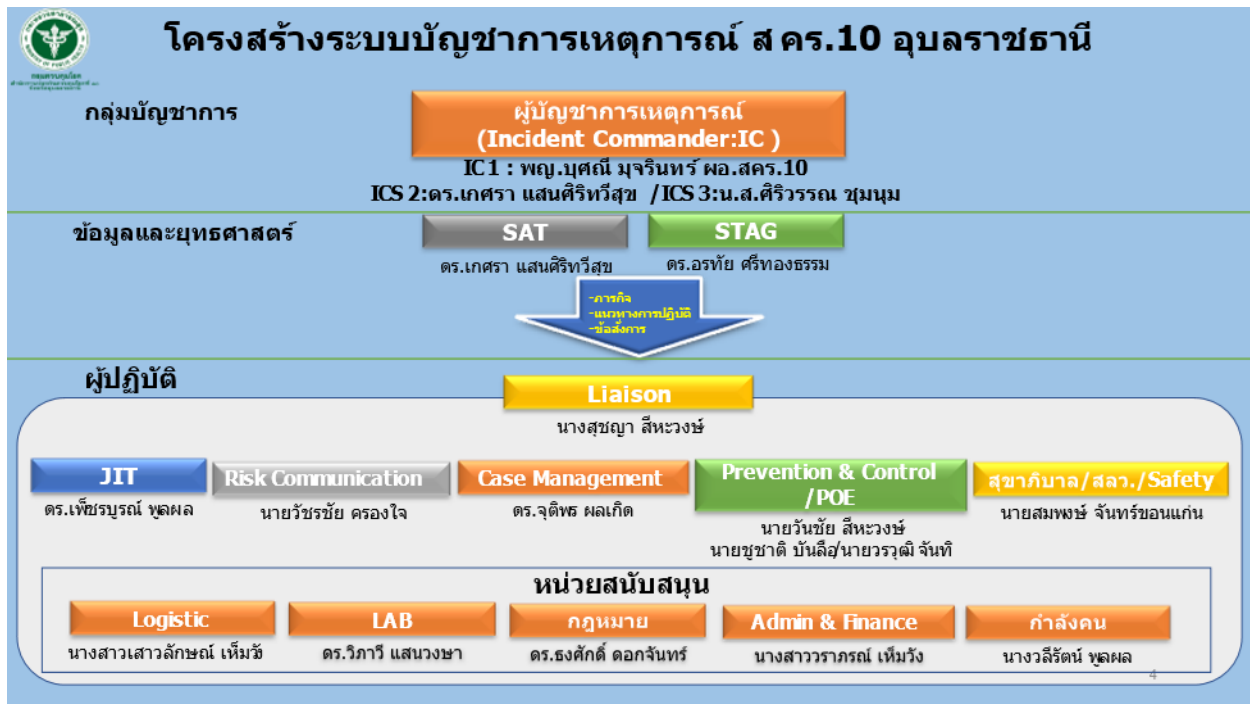 โครงสร้างระบบบัญชาการเหตุการณ์ สคร.10 อุบลราชธานี
กรมควบคุมโรค
กลุ่มบัญชาการ
ผู้บัญชาการเหตุการณ์
(Incident Commander:IC )
IC 1 : พญ.บุศณี มุจรินทร์ ผอ.สคร.10
ICS 2:ดร.เกศรา แสนศิริทวีสุข /ICS 3:น.ส.ศิริวรรณ ชุมนุม
ข้อมูลและยุทธศาสตร์
SAT
STAG
ดร.เกศรา แสนศิริทวีสุข
ดร.อรทัย ศรีทองธรรม
-ภารกิจ
-แนวทางการปฏิบัติ
-ข้อสั่งการ
ผู้ปฏิบัติ
Liaison
นางสุชญา สีหะวงษ์
JIT
Risk Communication
Case Management
Prevention & Control
/POE
สุขาภิบาล/สลว./Safety
ดร.เพ็ชรบูรณ์ พูลผล
นายวัชรชัย ครองใจ
ดร.จุติพร ผลเกิด
นายวันชัย สีหะวงษ์
นายชูชาติ บันลือ/นายวรวุฒิ จันทิ
นายสมพงษ์ จันทร์ขอนแก่น
หน่วยสนับสนุน
Logistic
LAB
กฎหมาย
Admin & Finance
กำลังคน
นางสาวเสาวลักษณ์ เห็มวัง
ดร.วิภาวี แสนวงษา
ดร.ธงศักดิ์ ดอกจันทร์
นางสาววราภรณ์ เห็มวัง
นางวลีรัตน์ พูลผล
4